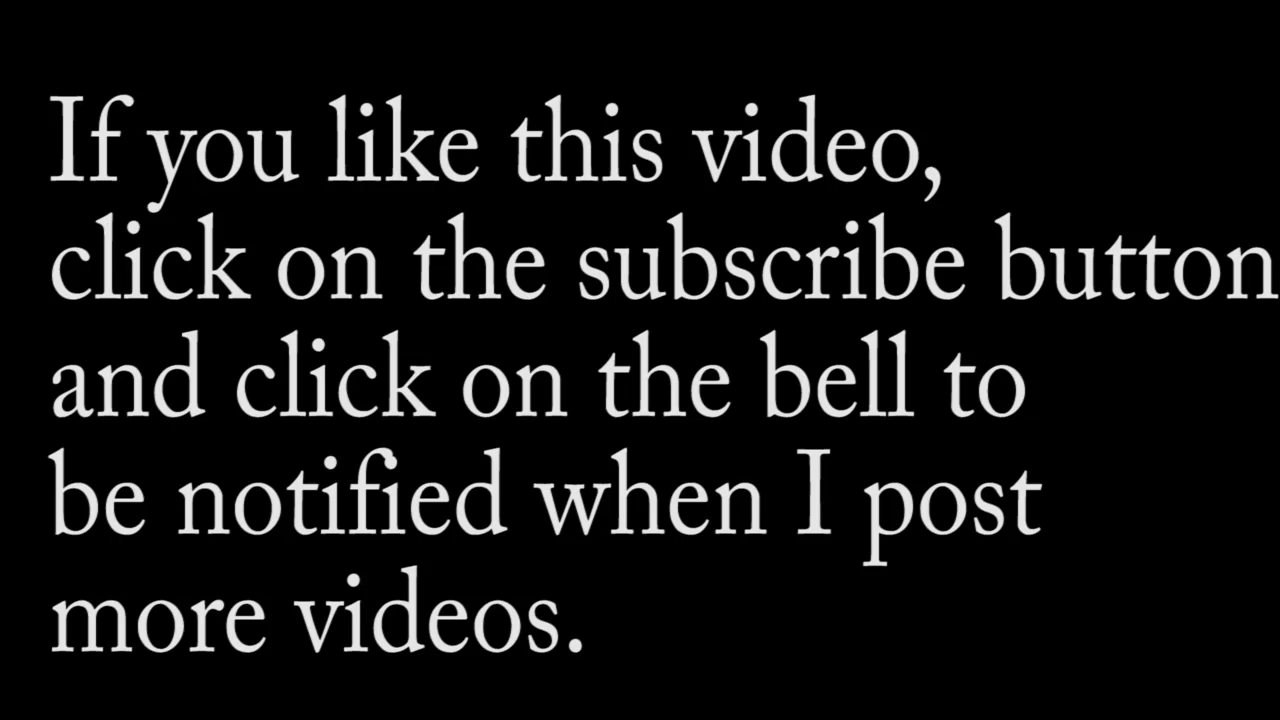 If you like this video,
click on the subscribe button
and click on the bell to
be notified when I post
more videos.